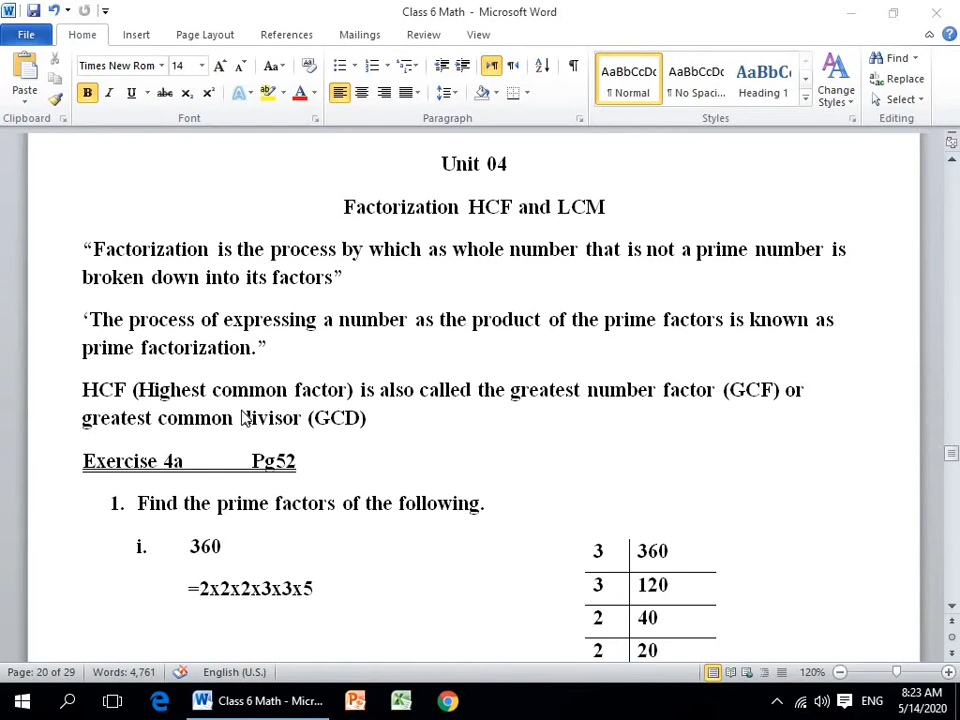 Class 6 Math - Microsoft Word
File Home Insert Page Layout References Mailings Review View
Times New Rom 14 Aa
AaBbCcDc AaBbCcDc AaBbC
Find
Paste
Replace
B I U abc X₂ X² A A
¶ Normal ¶ No Spaci... Heading 1
Change Styles
Select
Clipboard Font Paragraph Styles Editing
Unit 04
Factorization HCF and LCM
“Factorization is the process by which as whole number that is not a prime number is
broken down into its factors”
‘The process of expressing a number as the product of the prime factors is known as
prime factorization.”
HCF (Highest common factor) is also called the greatest number factor (GCF) or
greatest common divisor (GCD)
Exercise 4a Pg52
1. Find the prime factors of the following.
i. 360
=2x2x2x3x3x5
3 360
3 120
2 40
2 20
Page: 20 of 29 Words: 4,761 English (U.S.) 120%
Class 6 Math - Micr... ENG 8:23 AM
5/14/2020